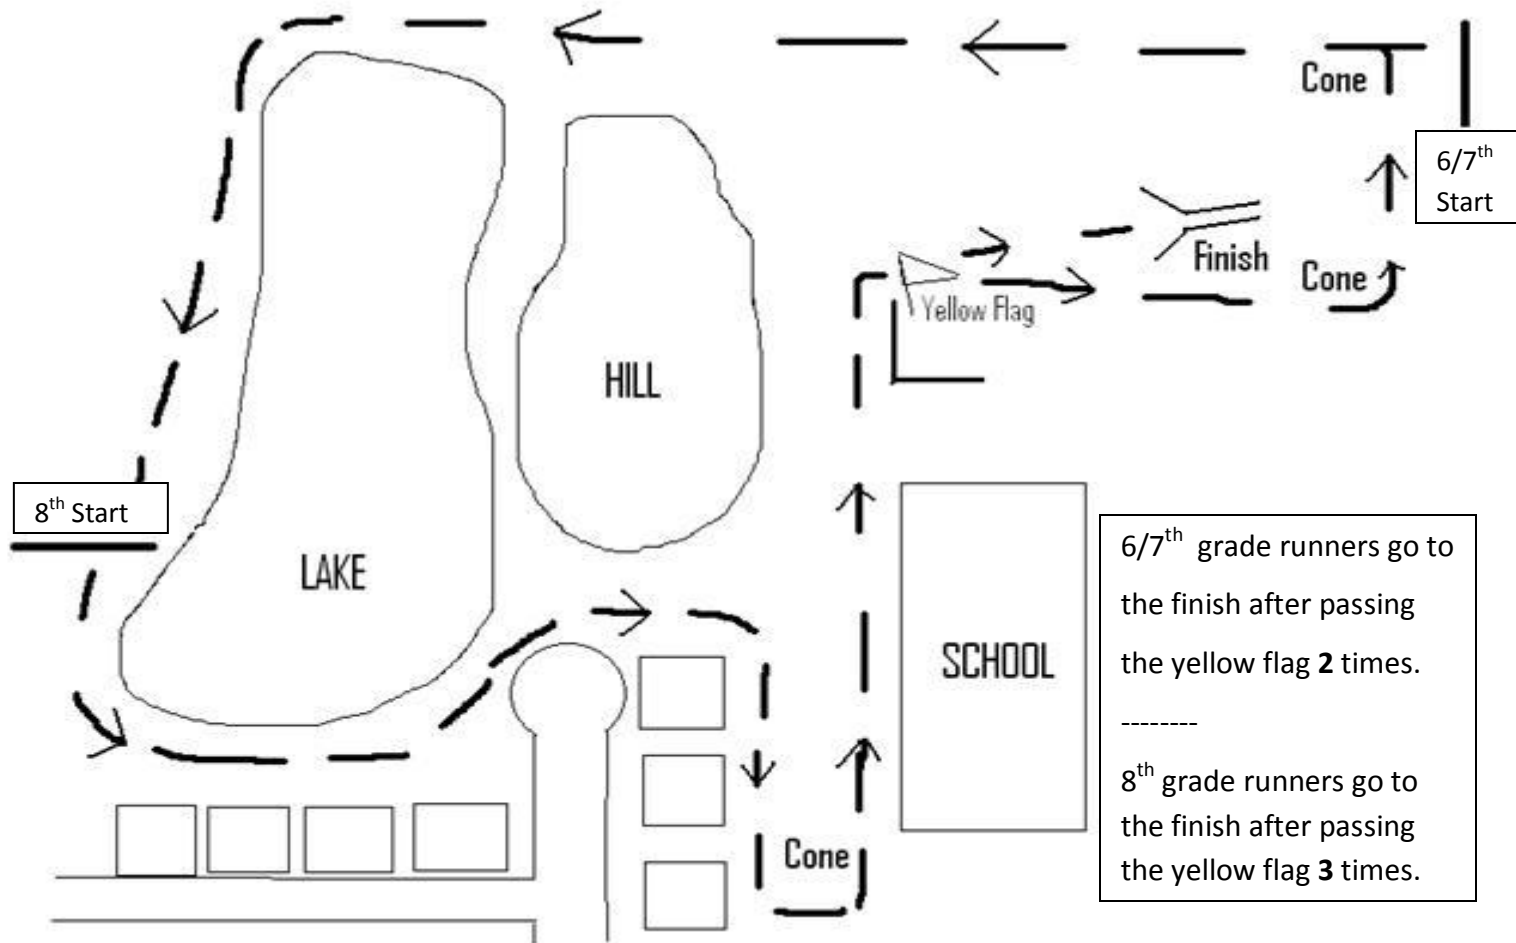 Cone
6/7th
Start
Finish
Cone
Yellow Flag
HILL
8th Start
LAKE
SCHOOL
Cone
6/7th grade runners go to
the finish after passing
the yellow flag 2 times.
--------
8th grade runners go to
the finish after passing
the yellow flag 3 times.